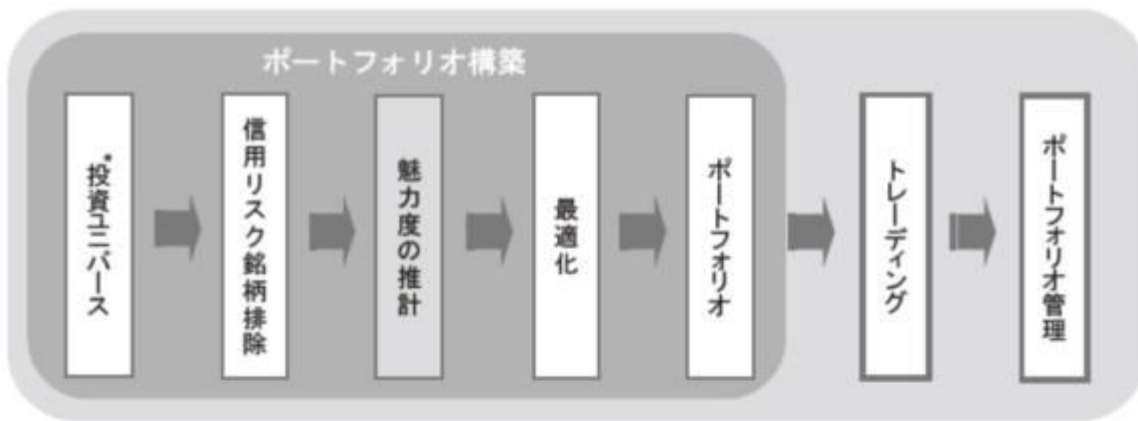 ポートフォリオ構築
*投資ユニバース
信用リスク銘柄排除
魅力度の推計
最適化
ポートフォリオ
トレーディング
ポートフォリオ管理